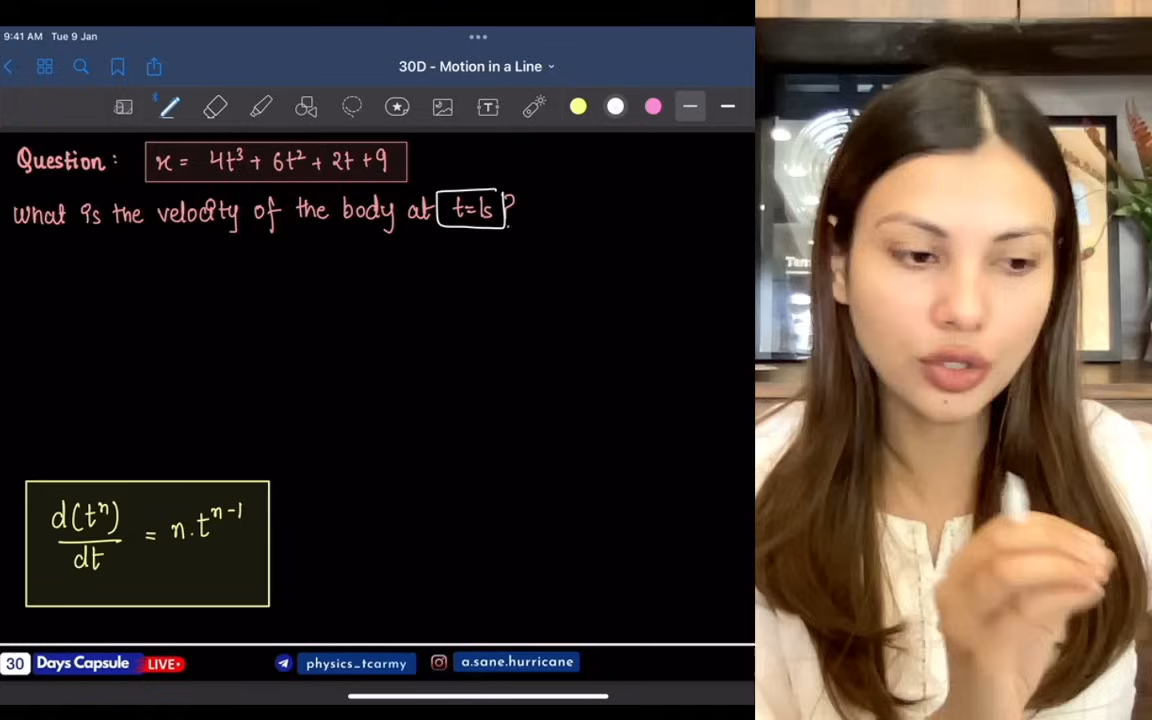 9:41 AM Tue 9 Jan
30D - Motion in a Line
T
Question : x = 4t³ + 6t² + 2t + 9
What is the velocity of the body at t=1s ?
d(tⁿ)
dt
= n.tⁿ⁻¹
30 Days Capsule LIVE
physics_tcarmy
a.sane.hurricane